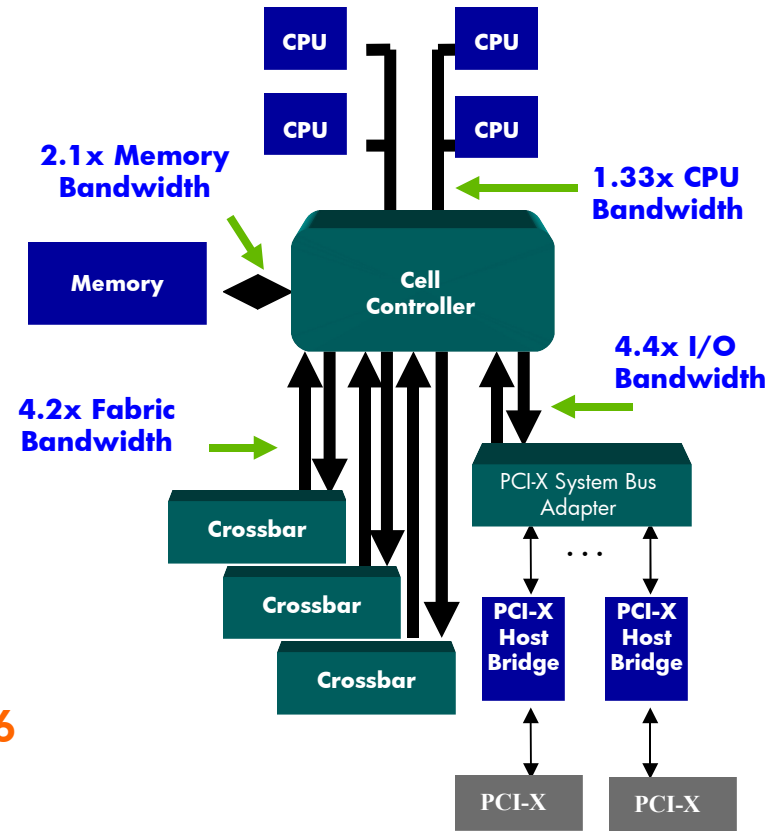 CPU
CPU
CPU
CPU
2.1x Memory
Bandwidth
1.33x CPU
Bandwidth
Memory
Cell
Controller
4.4x I/O
Bandwidth
4.2x Fabric
Bandwidth
PCI-X System Bus
Adapter
Crossbar
. . .
Crossbar
PCI-X
Host
Bridge
PCI-X
Host
Bridge
Crossbar
6
PCI-X
PCI-X